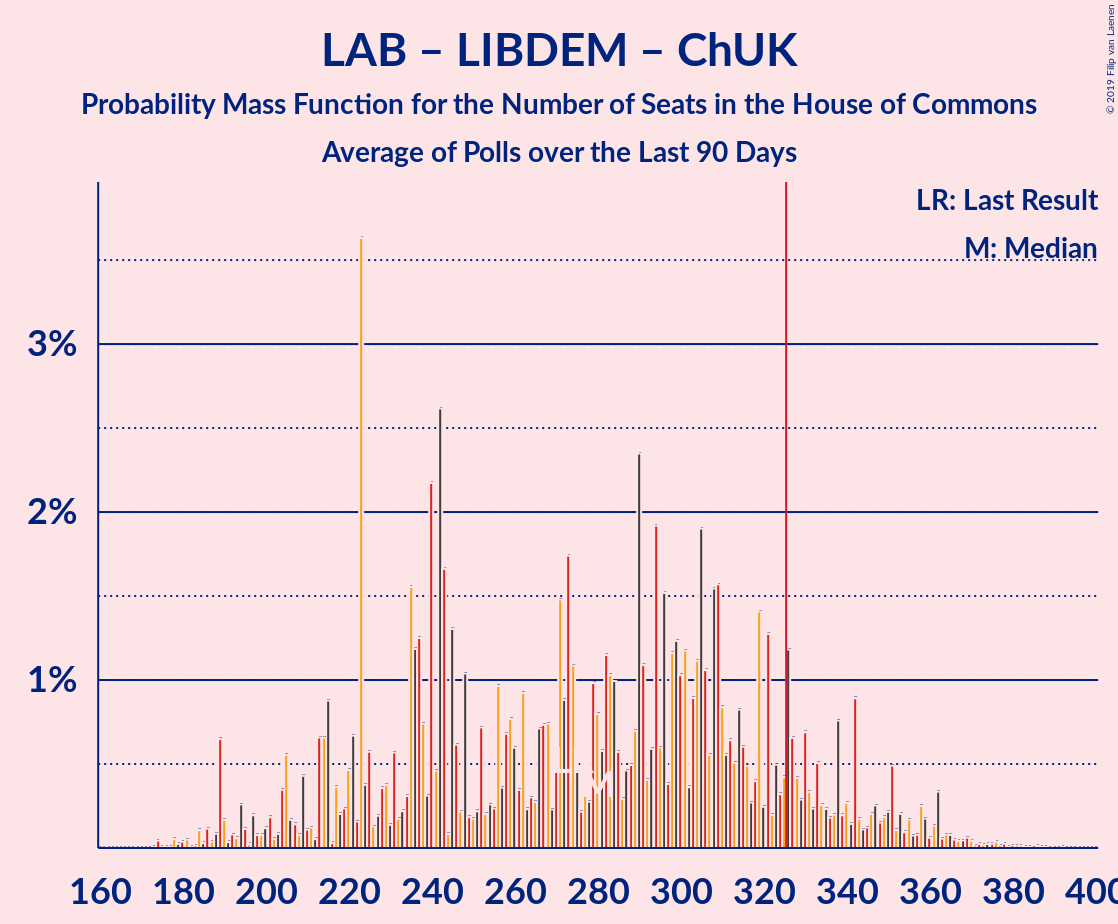 LAB – LIBDEM – ChUK
Probability Mass Function for the Number of Seats in the House of Commons
Average of Polls over the Last 90 Days
© 2019 Filip van Laenen
LR: Last Result
M: Median
3%
2%
1%
M
160 180 200 220 240 260 280 300 320 340 360 380 400